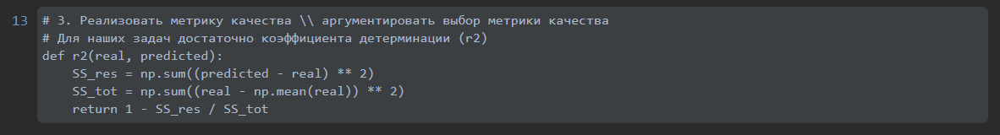 13
# 3. Реализовать метрику качества \\ аргументировать выбор метрики качества
# Для наших задач достаточно коэффициента детерминации (r2)
def r2(real, predicted):
    SS_res = np.sum((predicted - real) ** 2)
    SS_tot = np.sum((real - np.mean(real)) ** 2)
    return 1 - SS_res / SS_tot